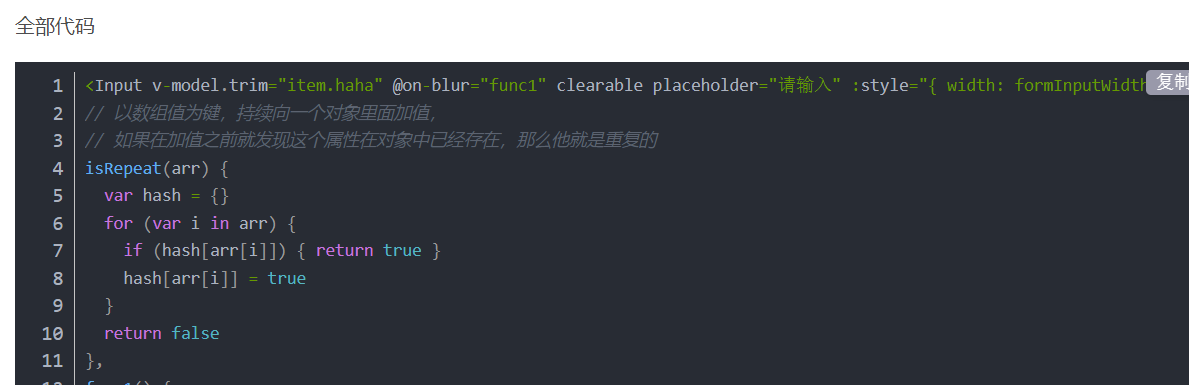 全部代码
复制
1 <Input v-model.trim="item.haha" @on-blur="func1" clearable placeholder="请输入" :style="{ width: formInputWidth
2 // 以数组值为键，持续向一个对象里面加值，
3 // 如果在加值之前就发现这个属性在对象中已经存在，那么他就是重复的
4 isRepeat(arr) {
5 var hash = {}
6 for (var i in arr) {
7 if (hash[arr[i]]) { return true }
8 hash[arr[i]] = true
9 }
10 return false
11 },